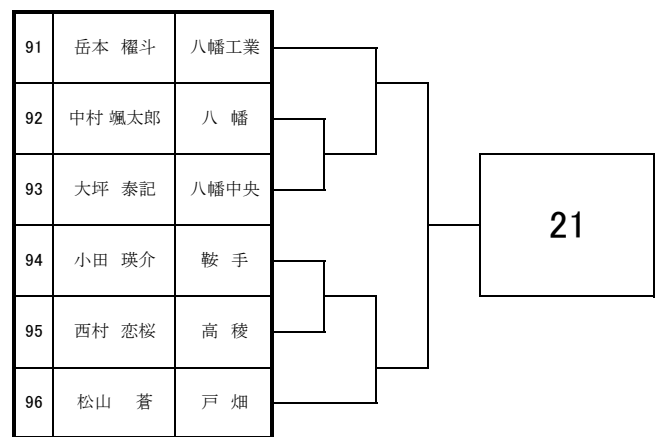 91 岳本 櫂斗 八幡工業
92 中村 颯太郎 八 幡
93 大坪 泰記 八幡中央
94 小田 瑛介 鞍 手
95 西村 恋桜 高 稜
96 松山 蒼 戸 畑
21